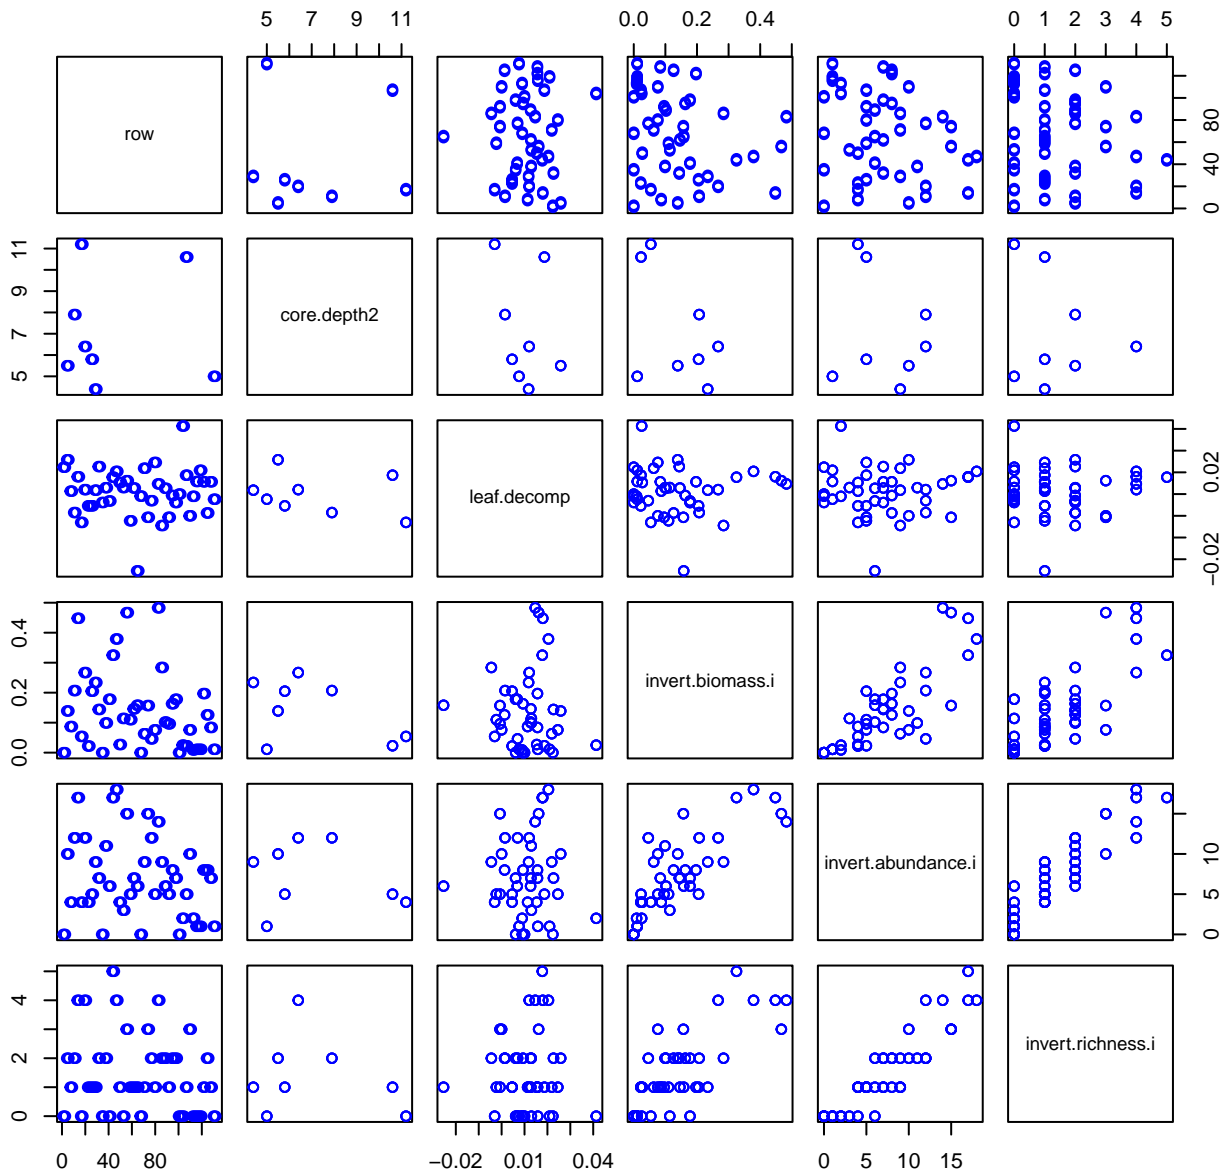 5 7 9 11
0.0 0.2 0.4
0 1 2 3 4 5
row
0 40 80
5 7 9 11
core.depth2
leaf.decomp
−0.02 0.02
0.0 0.2 0.4
invert.biomass.i
invert.abundance.i
0 5 10
0 2 4
invert.richness.i
0 40 80
−0.02 0.01 0.04
0 5 10 15